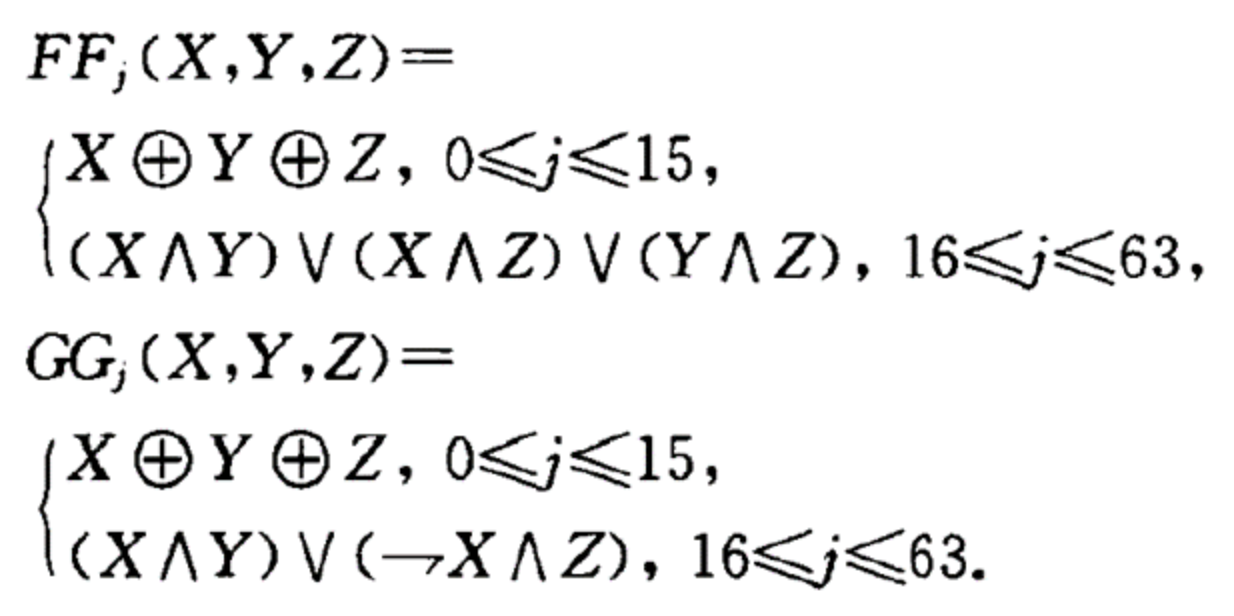 FF_j(X,Y,Z)=
{ X⊕Y⊕Z, 0≤j≤15,
(X∧Y)∨(X∧Z)∨(Y∧Z), 16≤j≤63,
GG_j(X,Y,Z)=
{ X⊕Y⊕Z, 0≤j≤15,
(X∧Y)∨(¬X∧Z), 16≤j≤63.